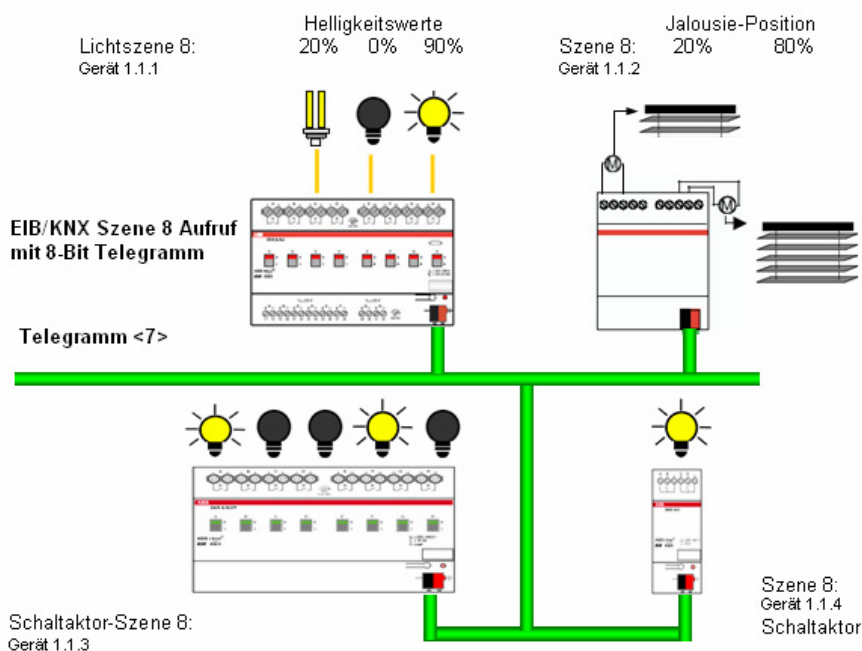 Helligkeitswerte
Lichtszene 8: 20% 0% 90%
Gerät 1.1.1
Jalousie-Position
Szene 8: 20% 80%
Gerät 1.1.2
M
M
EIB/KNX Szene 8 Aufruf
mit 8-Bit Telegramm
ABB
Telegramm <7>
ABB
Schaltaktor-Szene 8:
Gerät 1.1.3
Szene 8:
Gerät 1.1.4
Schaltaktor